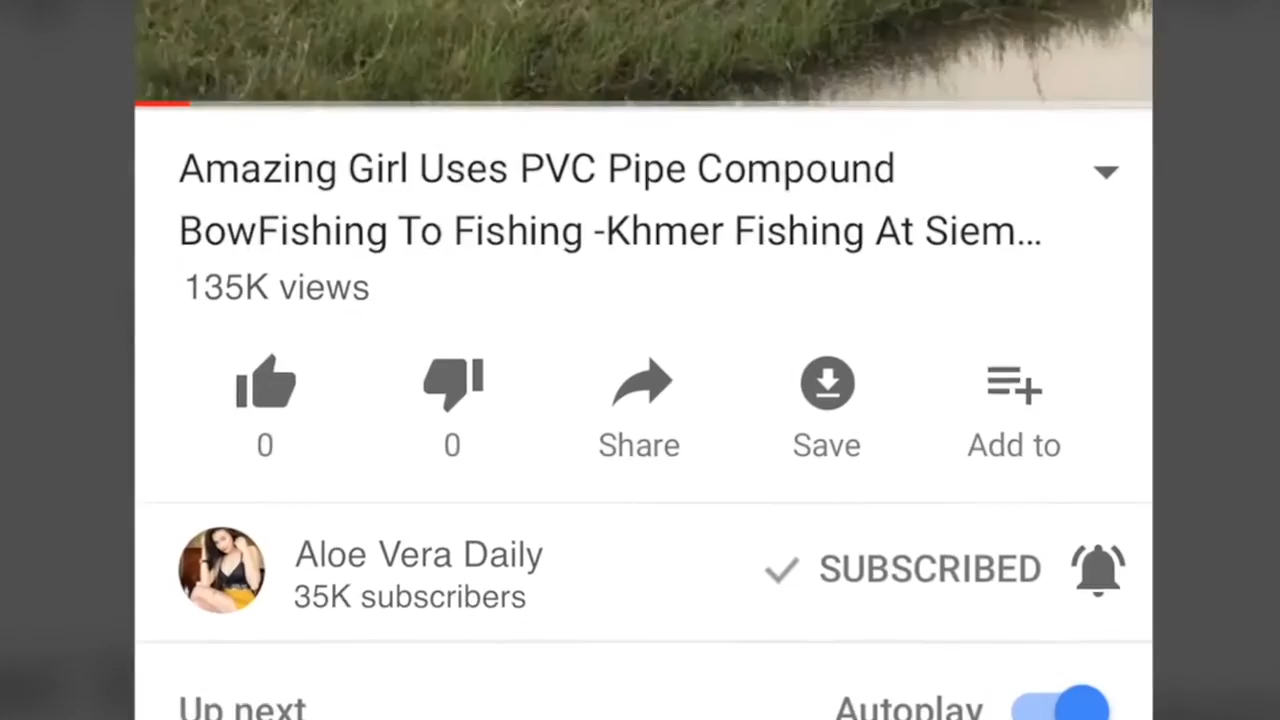 Amazing Girl Uses PVC Pipe Compound
BowFishing To Fishing -Khmer Fishing At Siem...
135K views
0 0 Share Save Add to
Aloe Vera Daily
SUBSCRIBED
35K subscribers
Up next Autoplay